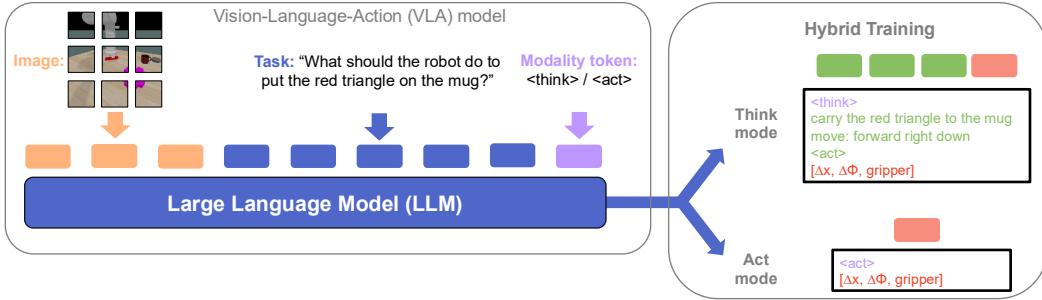 Vision-Language-Action (VLA) model
Image:
Task: “What should the robot do to
put the red triangle on the mug?”
Modality token:
<think> / <act>
Large Language Model (LLM)
Hybrid Training
Think
mode
<think>
carry the red triangle to the mug
move: forward right down
<act>
[Δx, ΔΦ, gripper]
Act
mode
<act>
[Δx, ΔΦ, gripper]